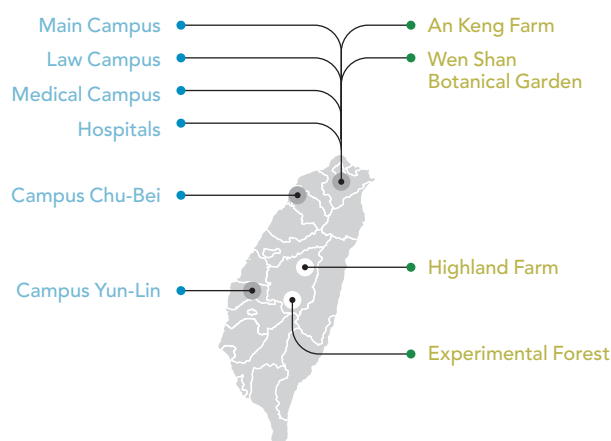 Main Campus
Law Campus
Medical Campus
Hospitals
Campus Chu-Bei
Campus Yun-Lin
An Keng Farm
Wen Shan
Botanical Garden
Highland Farm
Experimental Forest